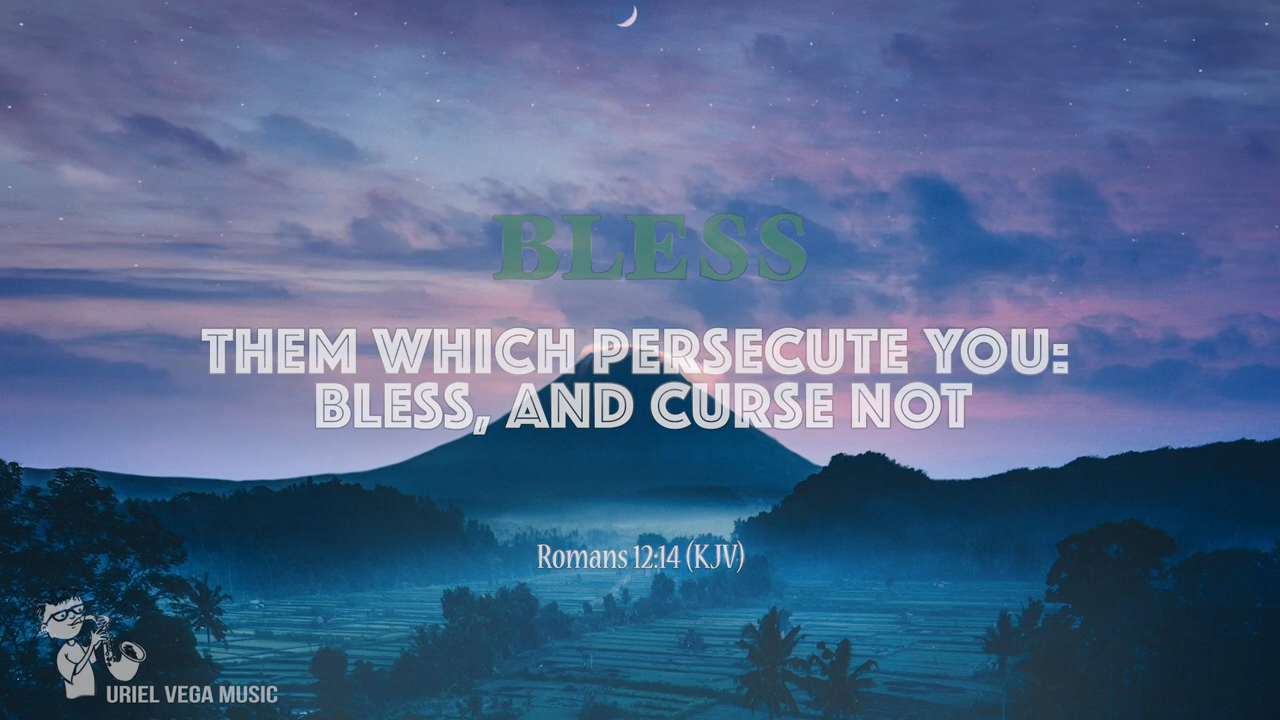 BLESS
THEM WHICH PERSECUTE YOU:
BLESS, AND CURSE NOT
Romans 12:14 (KJV)
URIEL VEGA MUSIC